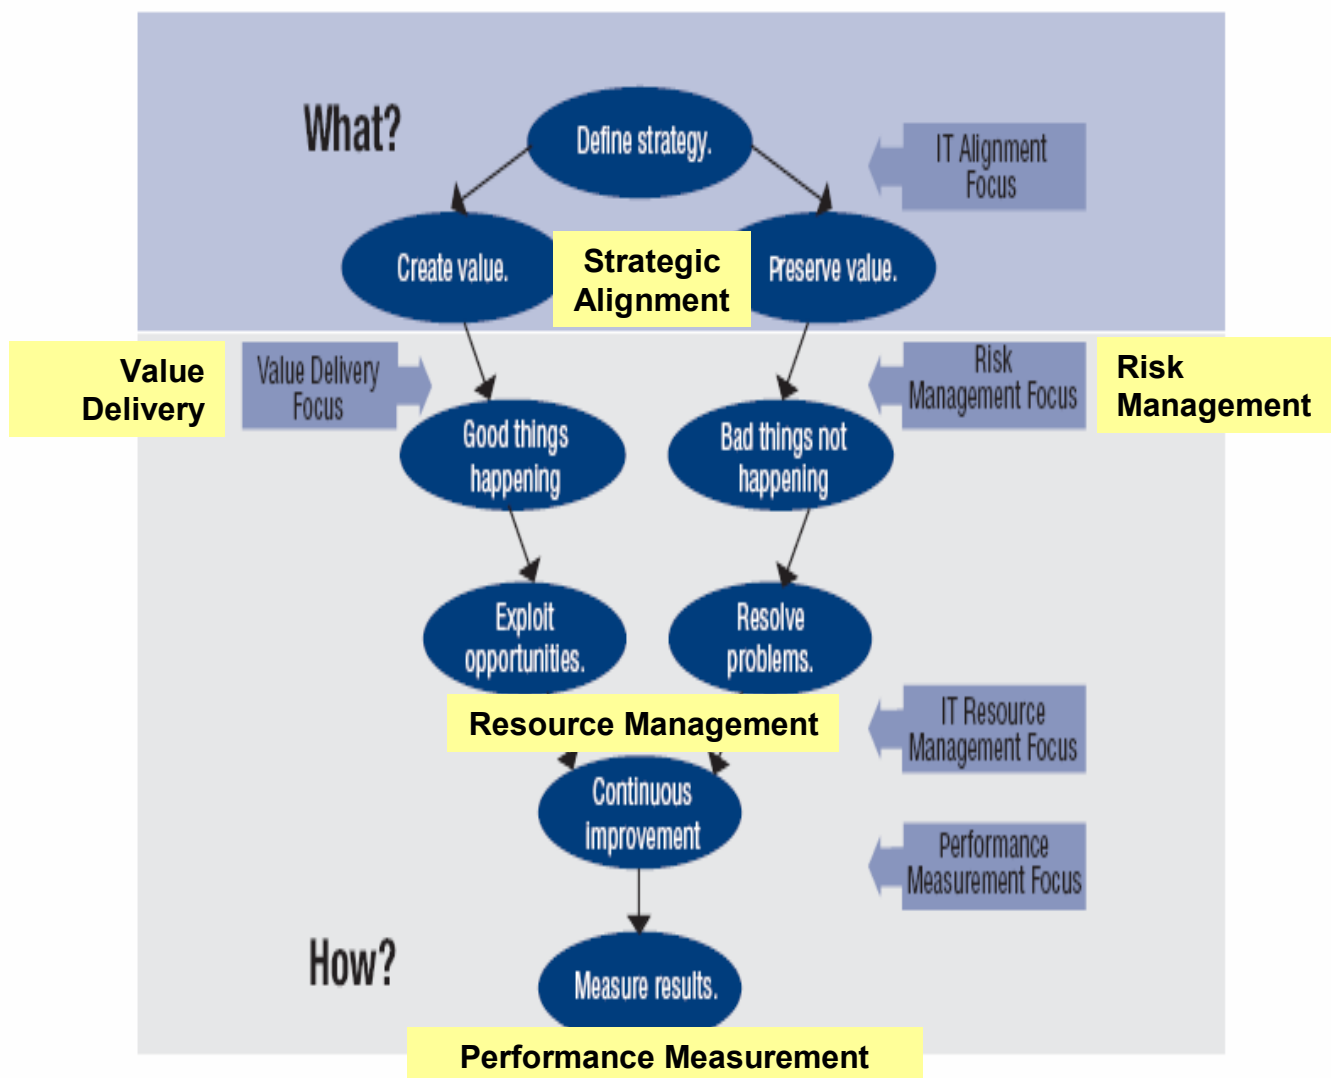 What?
Define strategy.
IT Alignment
Focus
Create value.
Strategic
Alignment
Preserve value.
Value
Delivery
Value Delivery
Focus
Risk
Management Focus
Risk
Management
Good things
happening
Bad things not
happening
Exploit
opportunities.
Resolve
problems.
Resource Management
IT Resource
Management Focus
Continuous
improvement
Performance
Measurement Focus
How?
Measure results.
Performance Measurement